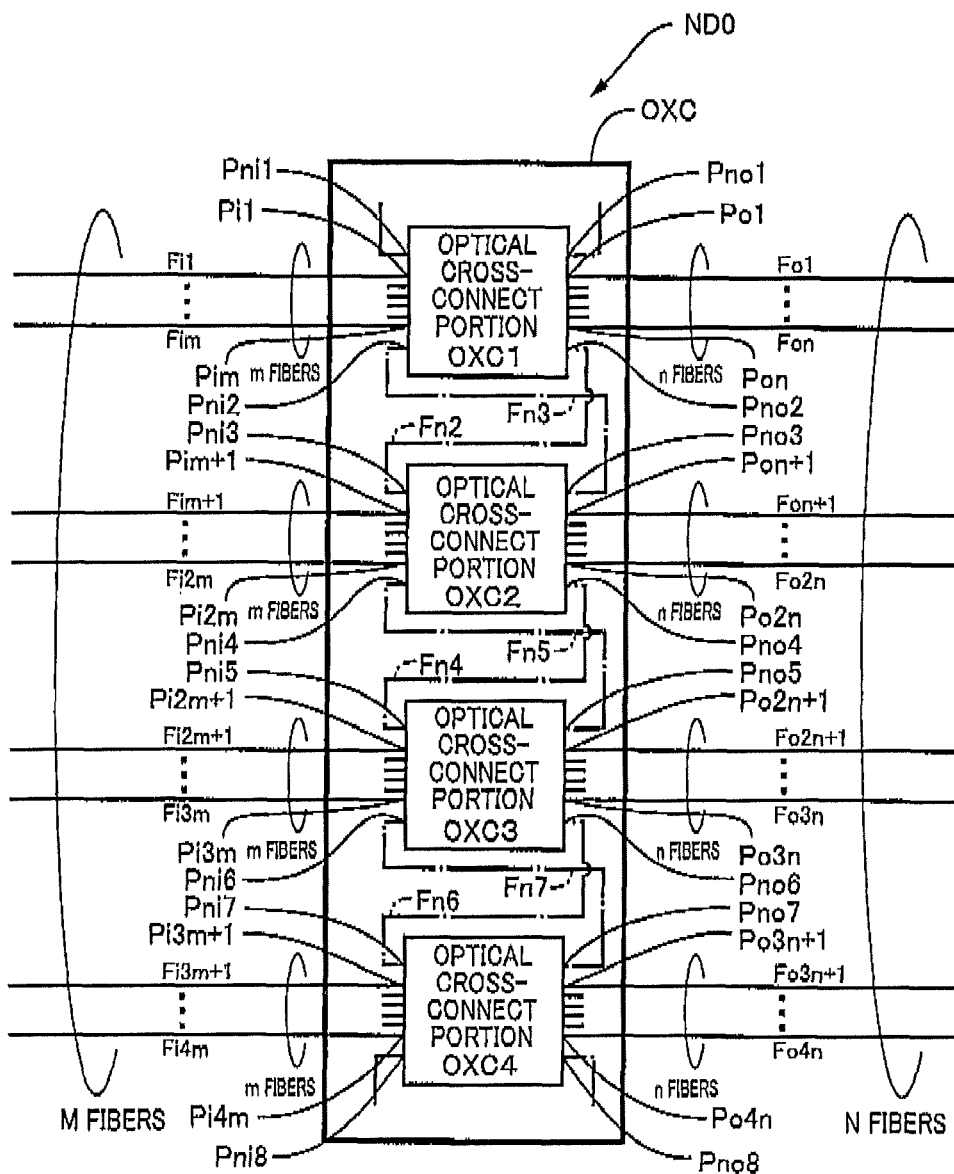 ND0
OXC
Pni1
Pno1
Pi1
Po1
OPTICAL
CROSS-
CONNECT
PORTION
OXC1
Fi1
Fo1
Fim
Fon
Pim
m FIBERS
n FIBERS
Pon
Pni2
Fn3
Pno2
Pni3
Fn2
Pno3
Pim+1
Pon+1
OPTICAL
CROSS-
CONNECT
PORTION
OXC2
Fim+1
Fon+1
Fi2m
Fo2n
Pi2m
m FIBERS
n FIBERS
Po2n
Pni4
Fn5
Pno4
Pni5
Fn4
Pno5
Pi2m+1
Po2n+1
OPTICAL
CROSS-
CONNECT
PORTION
OXC3
Fi2m+1
Fo2n+1
Fi3m
Fo3n
Pi3m
m FIBERS
n FIBERS
Po3n
Pni6
Fn7
Pno6
Pni7
Fn6
Pno7
Pi3m+1
Po3n+1
OPTICAL
CROSS-
CONNECT
PORTION
OXC4
Fi3m+1
Fo3n+1
Fi4m
Fo4n
m FIBERS
n FIBERS
M FIBERS
Pi4m
Po4n
N FIBERS
Pni8
Pno8